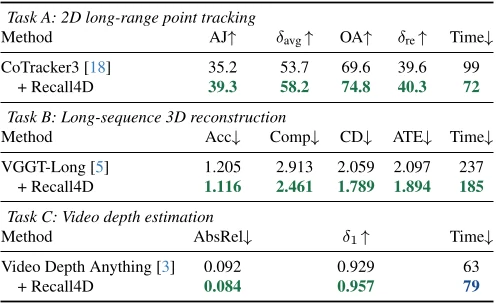 Task A: 2D long-range point tracking
Method AJ↑ δavg↑ OA↑ δre↑ Time↓
CoTracker3 [18] 35.2 53.7 69.6 39.6 99
+ Recall4D 39.3 58.2 74.8 40.3 72
Task B: Long-sequence 3D reconstruction
Method Acc↓ Comp↓ CD↓ ATE↓ Time↓
VGGT-Long [5] 1.205 2.913 2.059 2.097 237
+ Recall4D 1.116 2.461 1.789 1.894 185
Task C: Video depth estimation
Method AbsRel↓ δ1↑ Time↓
Video Depth Anything [3] 0.092 0.929 63
+ Recall4D 0.084 0.957 79